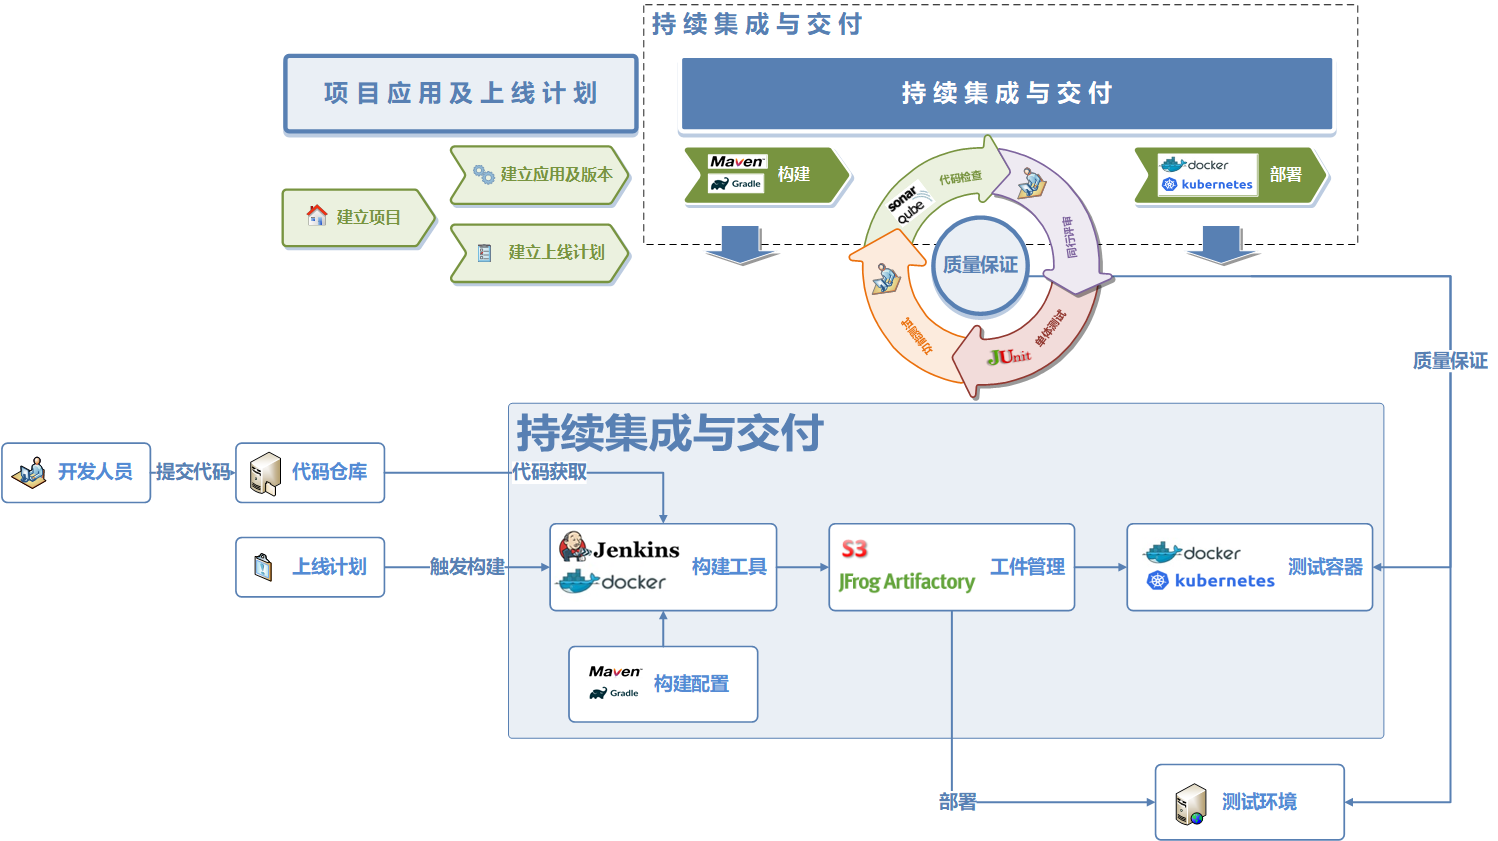 持续集成与交付
项目应用及上线计划
持续集成与交付
建立项目
建立应用及版本
建立上线计划
Maven
Gradle
构建
sonar
qube
代码检查
同行评审
单体测试
JUnit
功能测试
质量保证
docker
kubernetes
部署
质量保证
持续集成与交付
开发人员
提交代码
代码仓库
代码获取
上线计划
触发构建
Jenkins
docker
构建工具
S3
JFrog Artifactory
工件管理
docker
kubernetes
测试容器
Maven
Gradle
构建配置
部署
测试环境